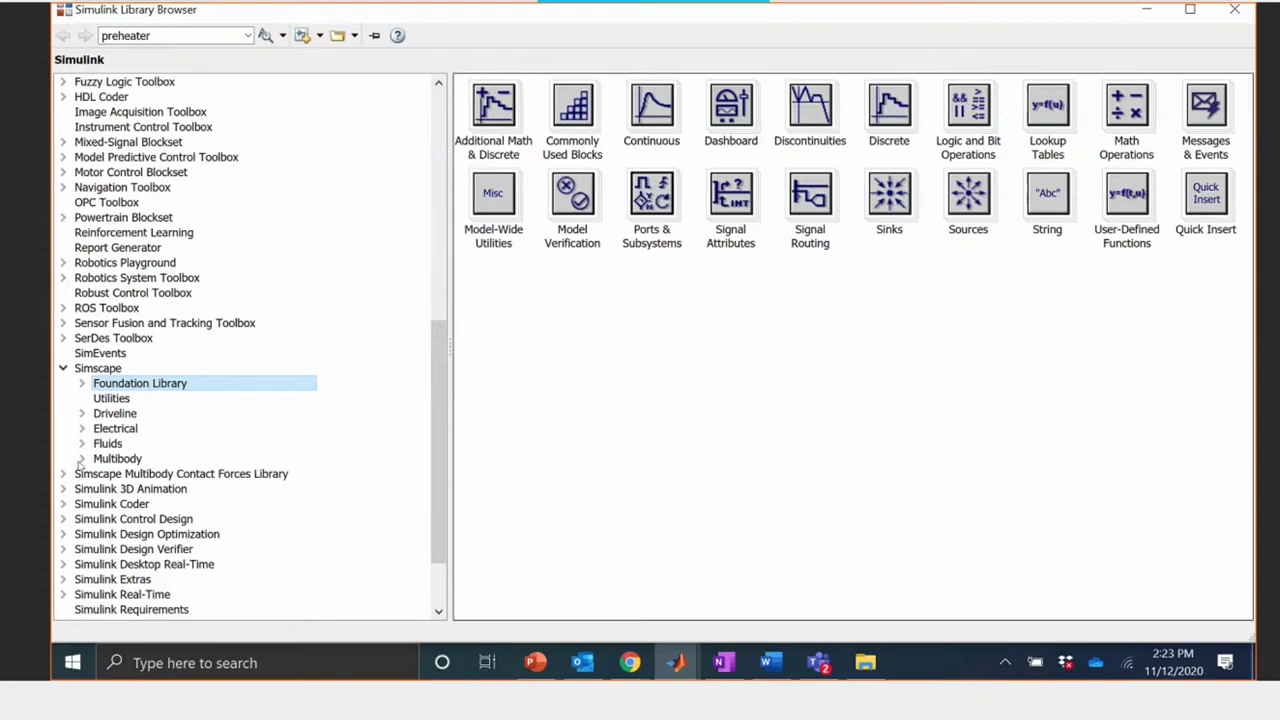 Simulink Library Browser
preheater
Simulink
Fuzzy Logic Toolbox
HDL Coder
Image Acquisition Toolbox
Instrument Control Toolbox
Mixed-Signal Blockset
Model Predictive Control Toolbox
Motor Control Blockset
Navigation Toolbox
OPC Toolbox
Powertrain Blockset
Reinforcement Learning
Report Generator
Robotics Playground
Robotics System Toolbox
Robust Control Toolbox
ROS Toolbox
Sensor Fusion and Tracking Toolbox
SerDes Toolbox
SimEvents
Simscape
Foundation Library
Utilities
Driveline
Electrical
Fluids
Multibody
Simscape Multibody Contact Forces Library
Simulink 3D Animation
Simulink Coder
Simulink Control Design
Simulink Design Optimization
Simulink Design Verifier
Simulink Desktop Real-Time
Simulink Extras
Simulink Real-Time
Simulink Requirements
&& >=
|| ==
y=f(u)
Additional Math
& Discrete
Commonly
Used Blocks
Continuous
Dashboard
Discontinuities
Discrete
Logic and Bit
Operations
Lookup
Tables
Math
Operations
Messages
& Events
Misc
INT
"Abc"
y=f(t,u)
Quick
Insert
Model-Wide
Utilities
Model
Verification
Ports &
Subsystems
Signal
Attributes
Signal
Routing
Sinks
Sources
String
User-Defined
Functions
Quick Insert
Type here to search
2
2:23 PM
11/12/2020